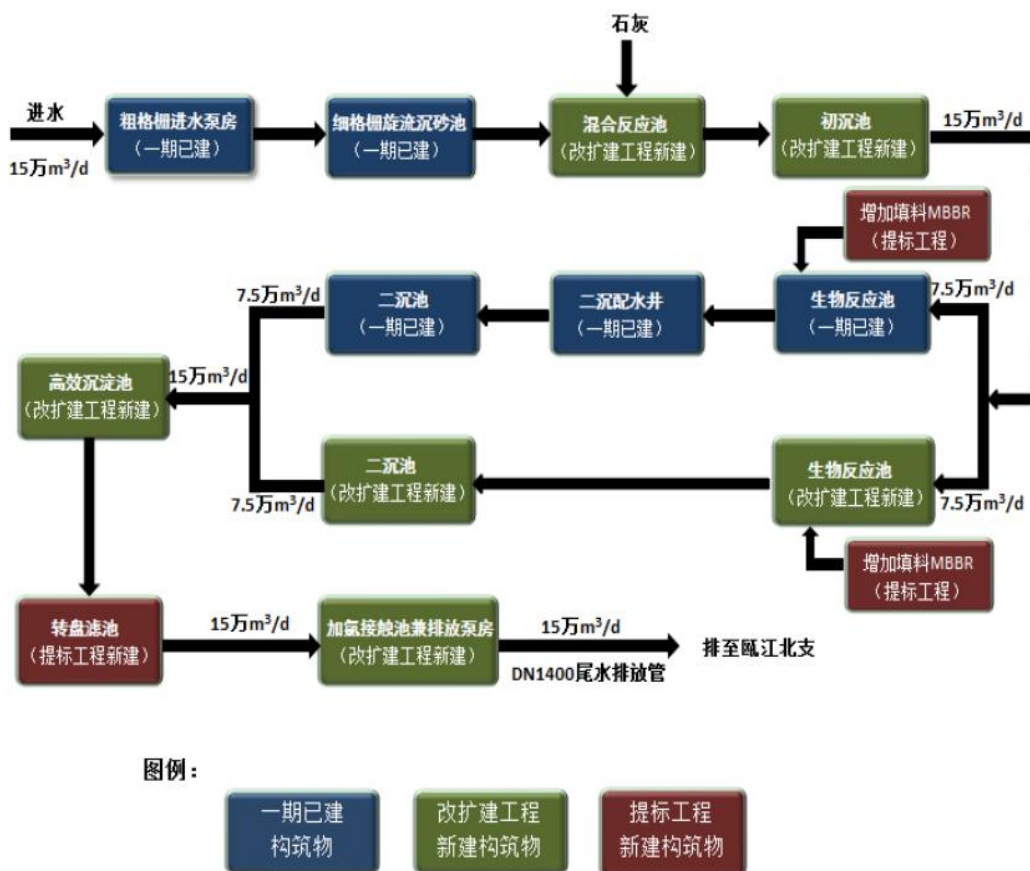 石灰
进水
15万m³/d
粗格栅进水泵房
(一期已建)
细格栅旋流沉砂池
(一期已建)
混合反应池
(改扩建工程新建)
初沉池
(改扩建工程新建)
15万m³/d
增加填料MBBR
(提标工程)
7.5万m³/d
二沉池
(一期已建)
二沉配水井
(一期已建)
生物反应池
(一期已建)
7.5万m³/d
高效沉淀池
(改扩建工程新建)
15万m³/d
7.5万m³/d
二沉池
(改扩建工程新建)
生物反应池
(改扩建工程新建)
7.5万m³/d
增加填料MBBR
(提标工程)
转盘滤池
(提标工程新建)
15万m³/d
加氯接触池兼排放泵房
(改扩建工程新建)
15万m³/d
DN1400尾水排放管
排至瓯江北支
图例：
一期已建
构筑物
改扩建工程
新建构筑物
提标工程
新建构筑物